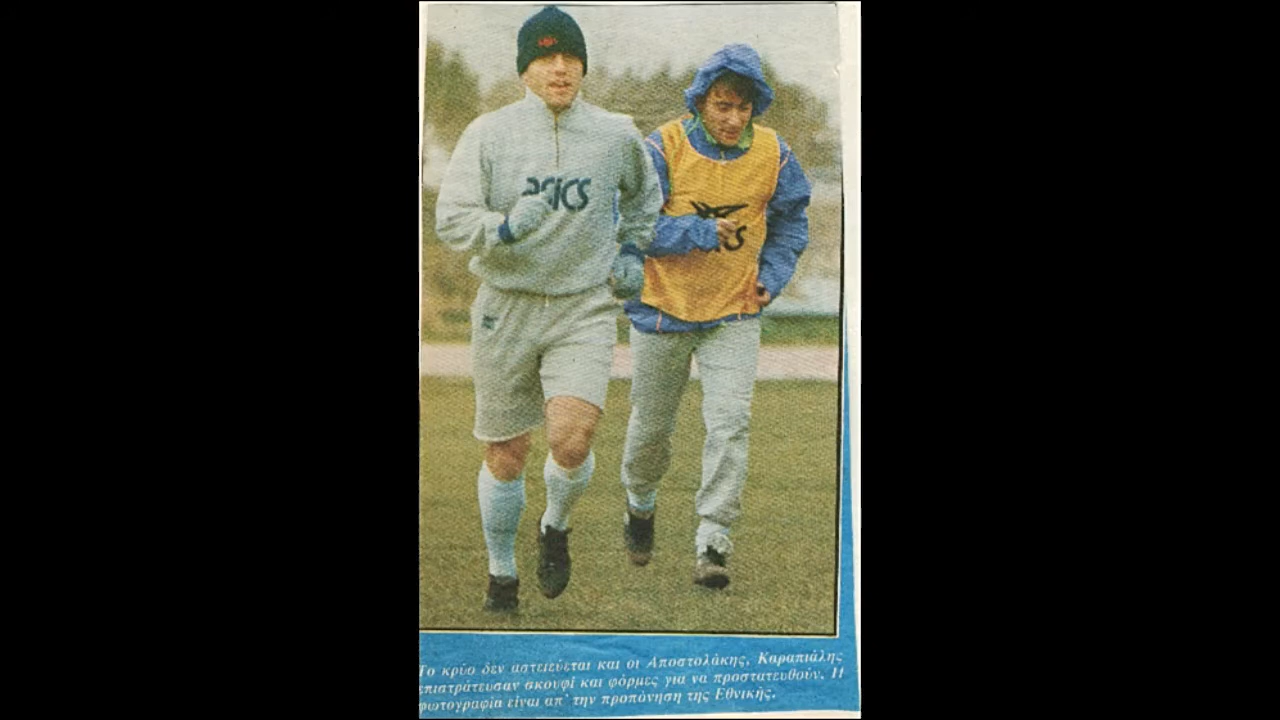 asics
Το κρύο δεν αστειεύεται και οι Αποστολάκης, Καραπιάλης
επιστράτευσαν σκουφί και φόρμες για να προστατευθούν. Η
φωτογραφία είναι απ' την προπόνηση της Εθνικής.